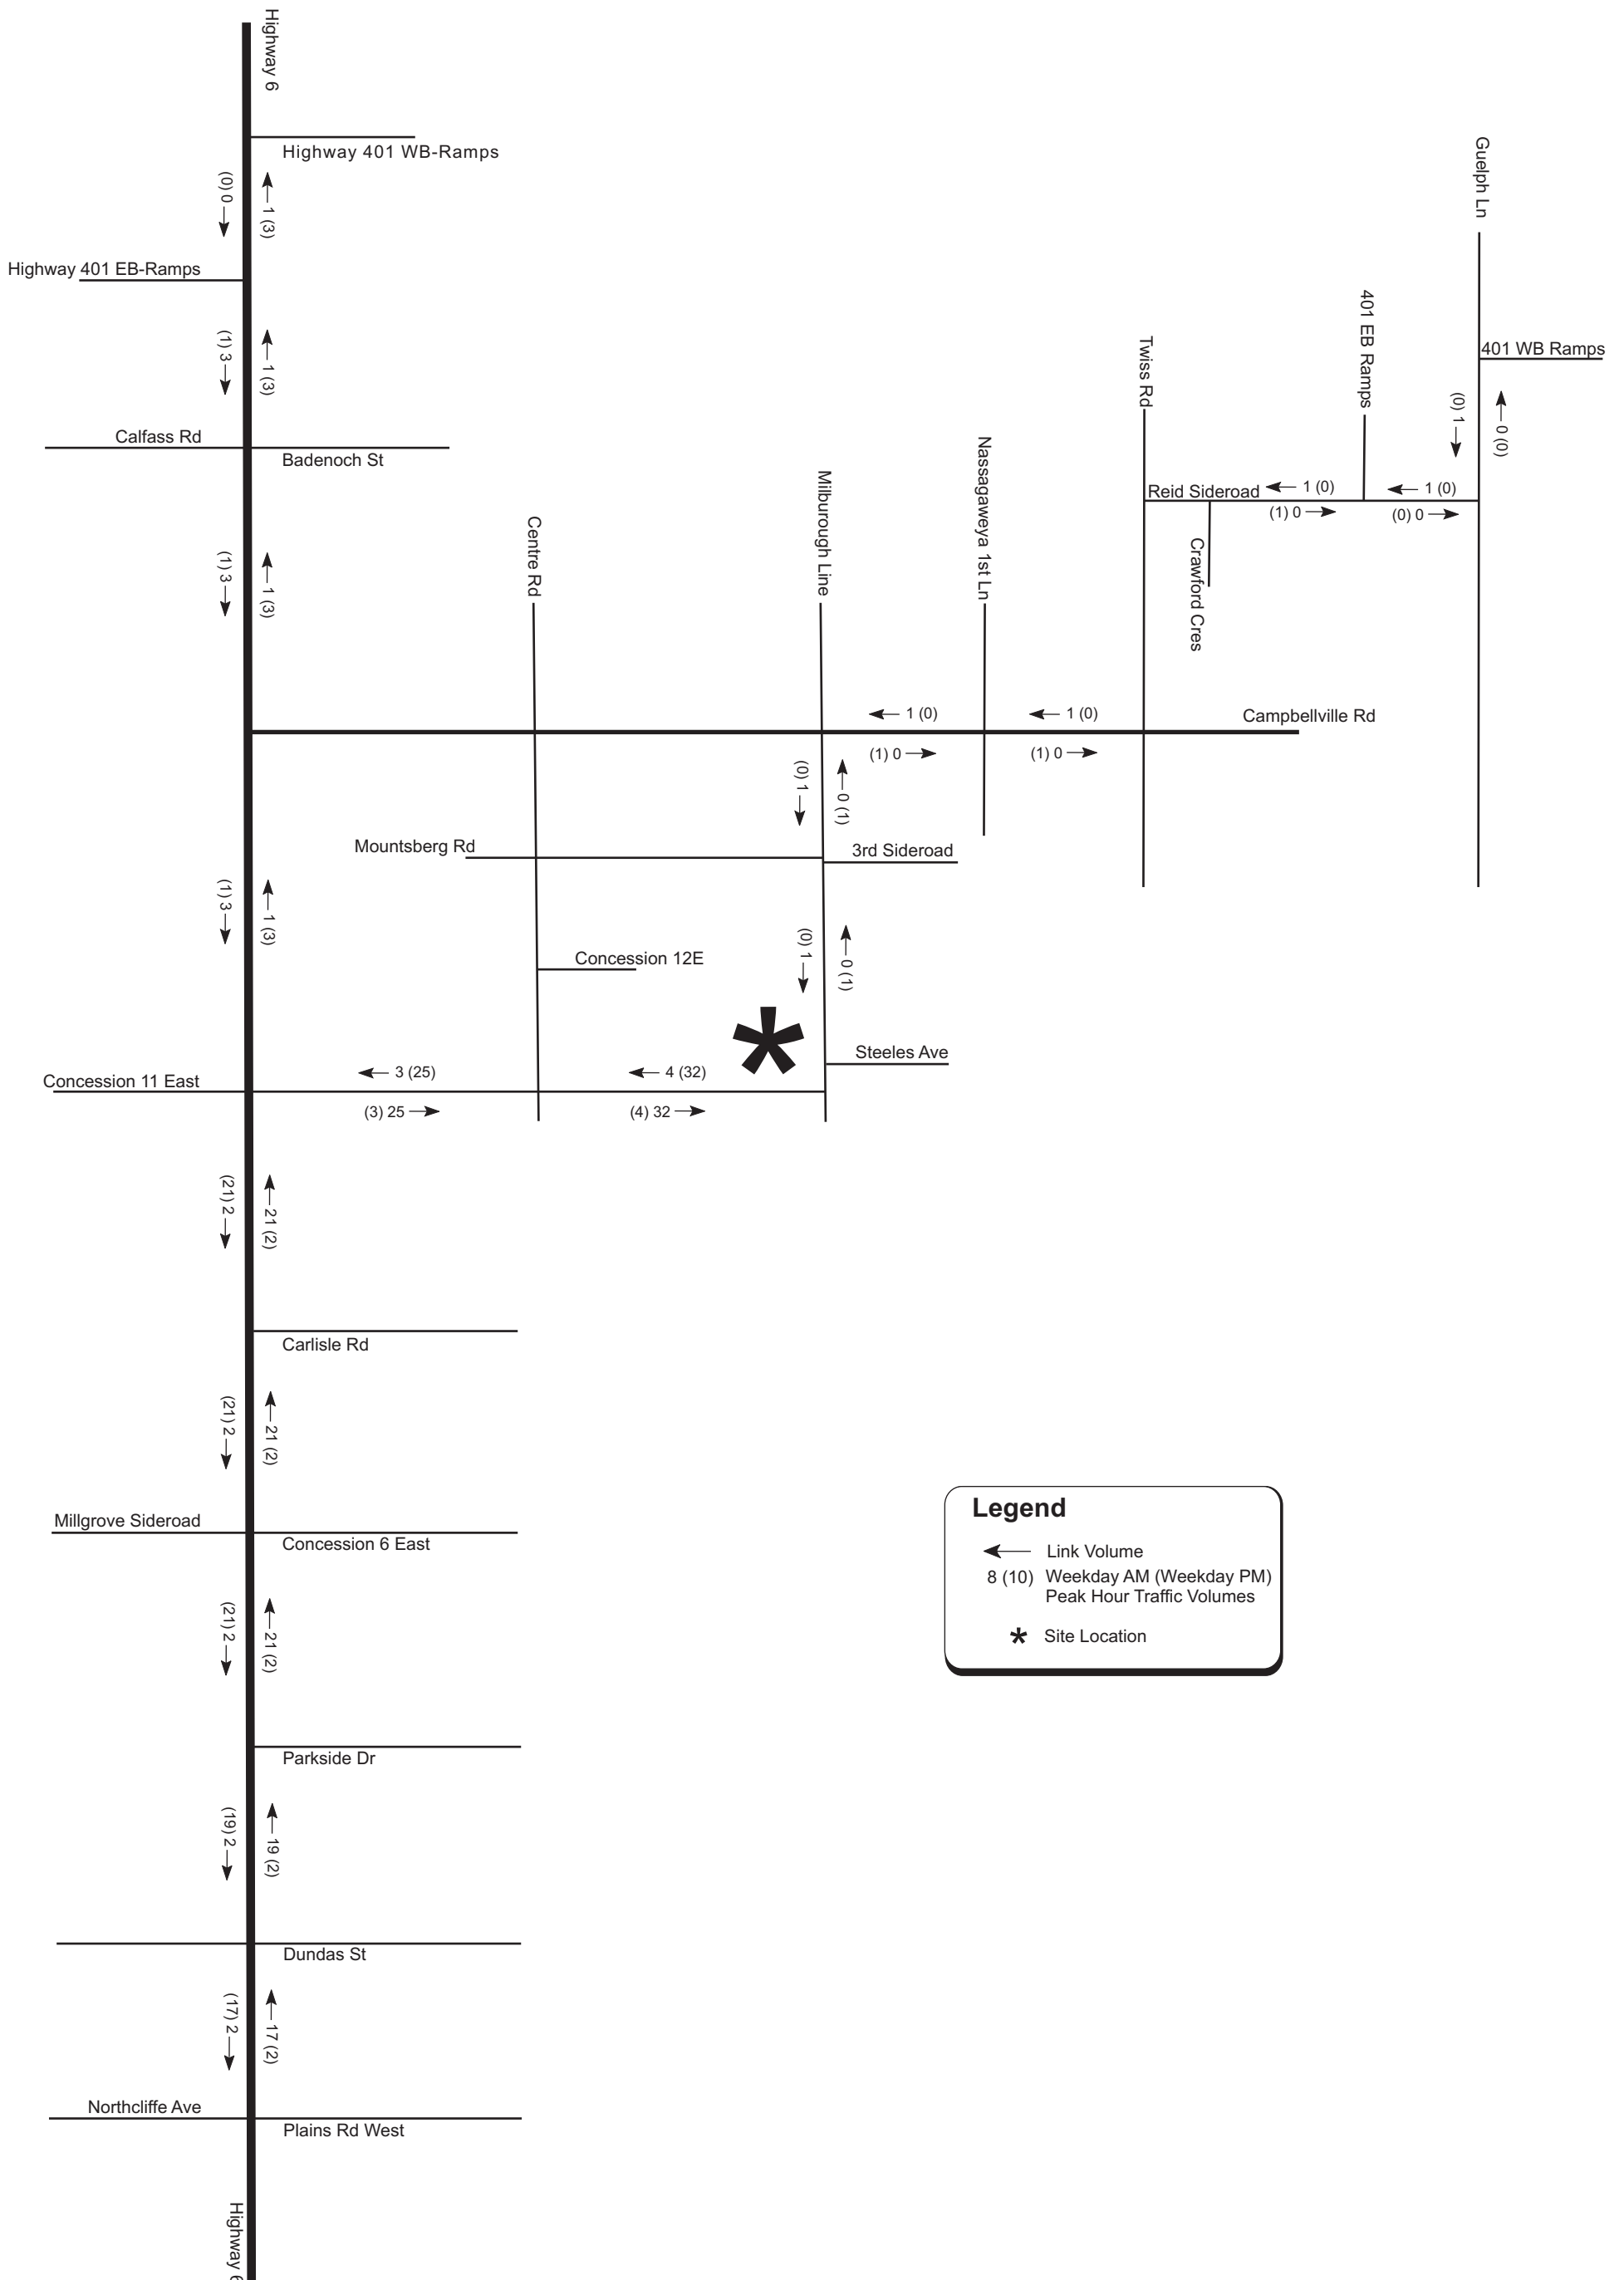 Highway 6
Highway 401 WB-Ramps
(0) 0
1 (3)
Highway 401 EB-Ramps
(1) 3
1 (3)
Calfass Rd
Badenoch St
(1) 3
1 (3)
Guelph Ln
401 WB Ramps
401 EB Ramps
(0) 1
0 (0)
Twiss Rd
Reid Sideroad
1 (0)
1 (0)
(1) 0
(0) 0
Crawford Cres
Nassagaweya 1st Ln
Milburough Line
Centre Rd
1 (0)
1 (0)
Campbellville Rd
(1) 0
(1) 0
(0) 1
0 (1)
Mountsberg Rd
3rd Sideroad
(1) 3
1 (3)
(0) 1
0 (1)
Concession 12E
Steeles Ave
Concession 11 East
3 (25)
4 (32)
(3) 25
(4) 32
(21) 2
21 (2)
Carlisle Rd
(21) 2
21 (2)
Millgrove Sideroad
Concession 6 East
Legend
Link Volume
8 (10) Weekday AM (Weekday PM)
Peak Hour Traffic Volumes
* Site Location
(21) 2
21 (2)
Parkside Dr
(19) 2
19 (2)
Dundas St
(17) 2
17 (2)
Northcliffe Ave
Plains Rd West
Highway 6